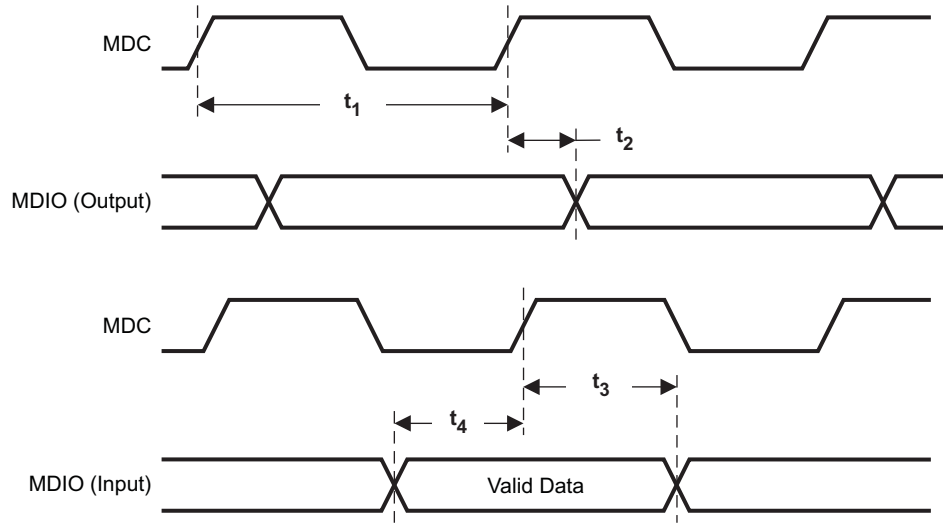 MDC
t1
t2
MDIO (Output)
MDC
t3
t4
MDIO (Input)
Valid Data